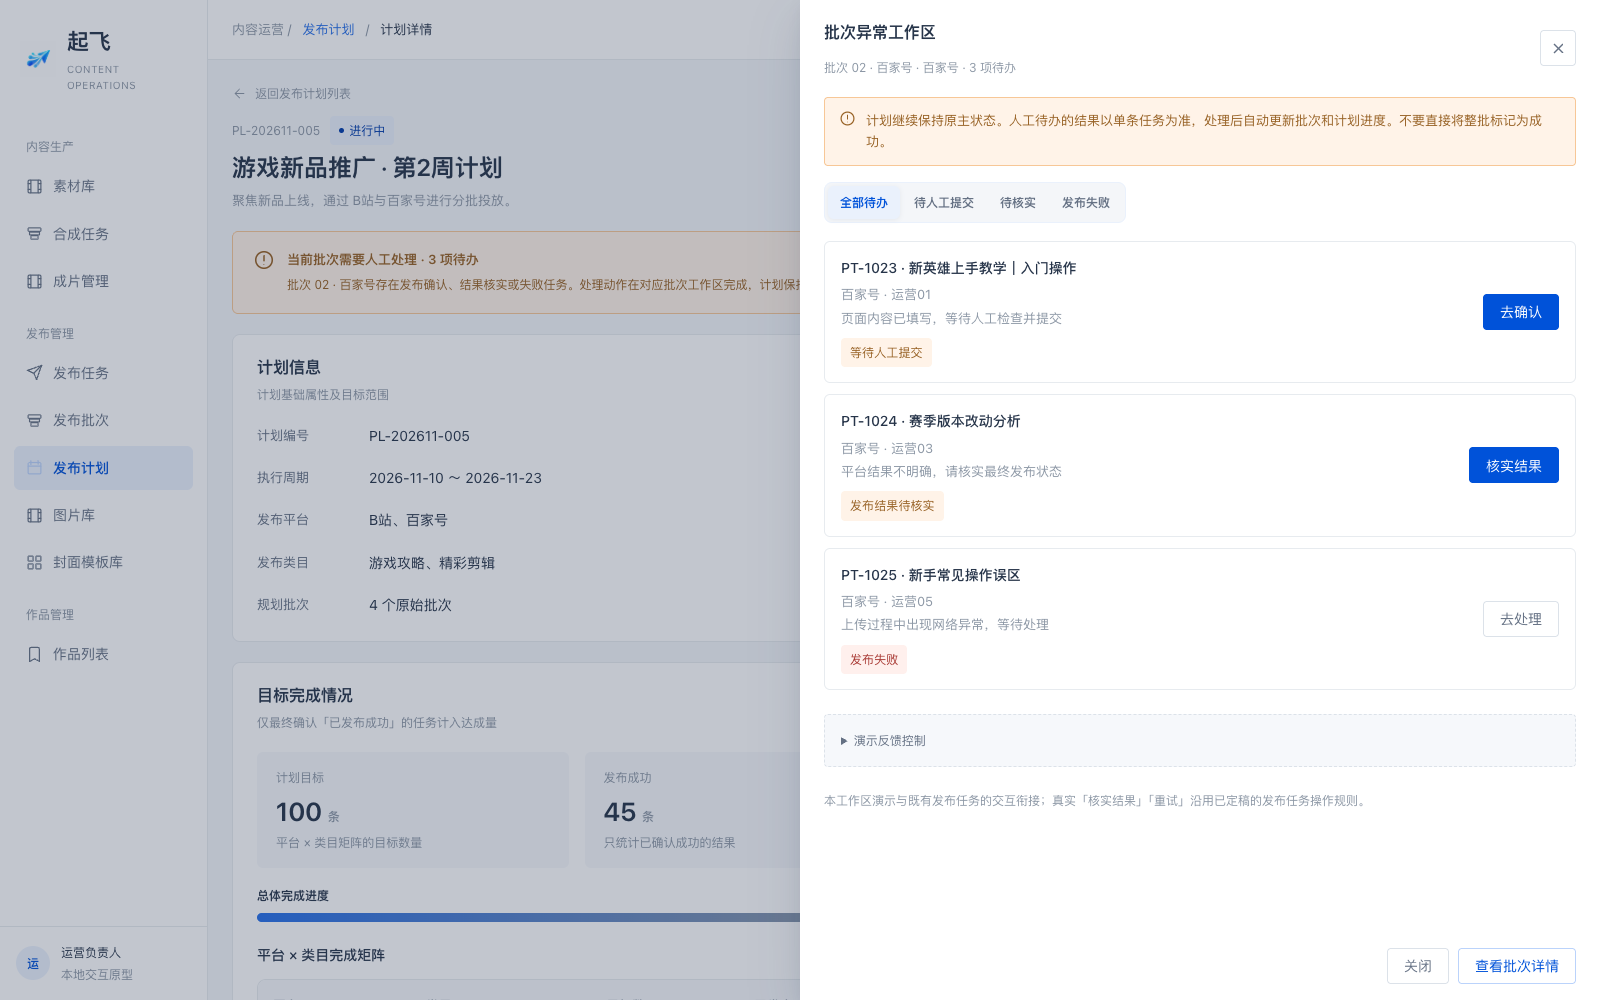 起飞
CONTENT
OPERATIONS
内容生产
素材库
合成任务
成片管理
发布管理
发布任务
发布批次
发布计划
图片库
封面模板库
作品管理
作品列表
运
运营负责人
本地交互原型
内容运营 / 发布计划 / 计划详情
返回发布计划列表
PL-202611-005 进行中
游戏新品推广 · 第2周计划
聚焦新品上线，通过 B站与百家号进行分批投放。
当前批次需要人工处理 · 3 项待办
批次 02 · 百家号存在发布确认、结果核实或失败任务。处理动作在对应批次工作区完成，计划保持
计划信息
计划基础属性及目标范围
计划编号 PL-202611-005
执行周期 2026-11-10 ～ 2026-11-23
发布平台 B站、百家号
发布类目 游戏攻略、精彩剪辑
规划批次 4 个原始批次
目标完成情况
仅最终确认「已发布成功」的任务计入达成量
计划目标
100 条
平台 × 类目矩阵的目标数量
发布成功
45 条
只统计已确认成功的结果
总体完成进度
平台 × 类目完成矩阵
批次异常工作区
批次 02 · 百家号 · 百家号 · 3 项待办
计划继续保持原主状态。人工待办的结果以单条任务为准，处理后自动更新批次和计划进度。不要直接将整批标记为成
功。
全部待办 待人工提交 待核实 发布失败
PT-1023 · 新英雄上手教学｜入门操作
百家号 · 运营01
页面内容已填写，等待人工检查并提交
等待人工提交
去确认
PT-1024 · 赛季版本改动分析
百家号 · 运营03
平台结果不明确，请核实最终发布状态
发布结果待核实
核实结果
PT-1025 · 新手常见操作误区
百家号 · 运营05
上传过程中出现网络异常，等待处理
发布失败
去处理
演示反馈控制
本工作区演示与既有发布任务的交互衔接；真实「核实结果」「重试」沿用已定稿的发布任务操作规则。
关闭 查看批次详情